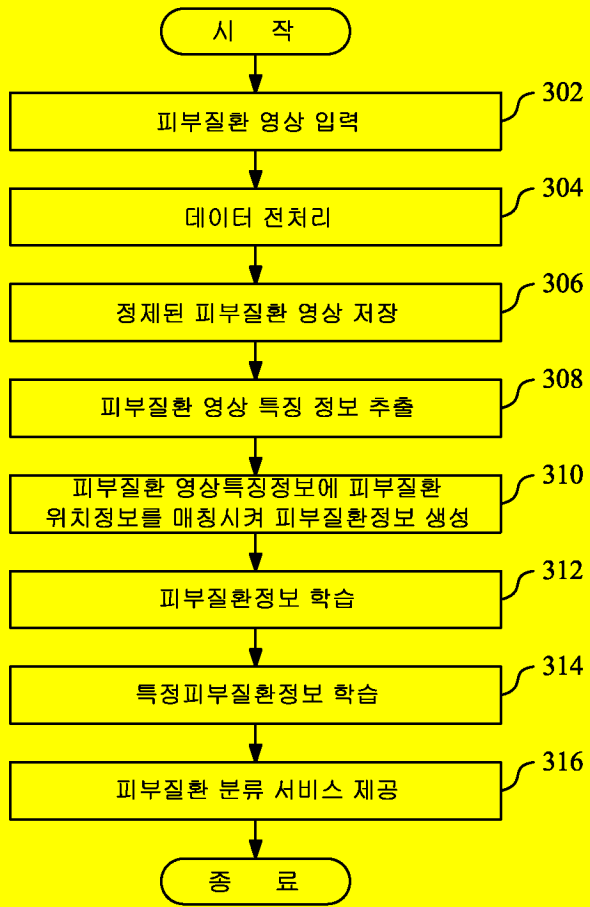 시 작
302
피부질환 영상 입력
304
데이터 전처리
306
정제된 피부질환 영상 저장
308
피부질환 영상 특징 정보 추출
310
피부질환 영상특징정보에 피부질환
위치정보를 매칭시켜 피부질환정보 생성
312
피부질환정보 학습
314
특정피부질환정보 학습
316
피부질환 분류 서비스 제공
종 료